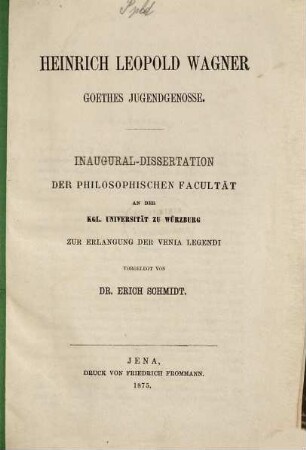 HEINRICH LEOPOLD WAGNER
GOETHES JUGENDGENOSSE.
INAUGURAL-DISSERTATION
DER PHILOSOPHISCHEN FACULTÄT
AN DER
KGL. UNIVERSITÄT ZU WÜRZBURG
ZUR ERLANGUNG DER VENIA LEGENDI
VORGELEGT VON
DR. ERICH SCHMIDT.
JENA,
DRUCK VON FRIEDRICH FROMMANN.
1875.